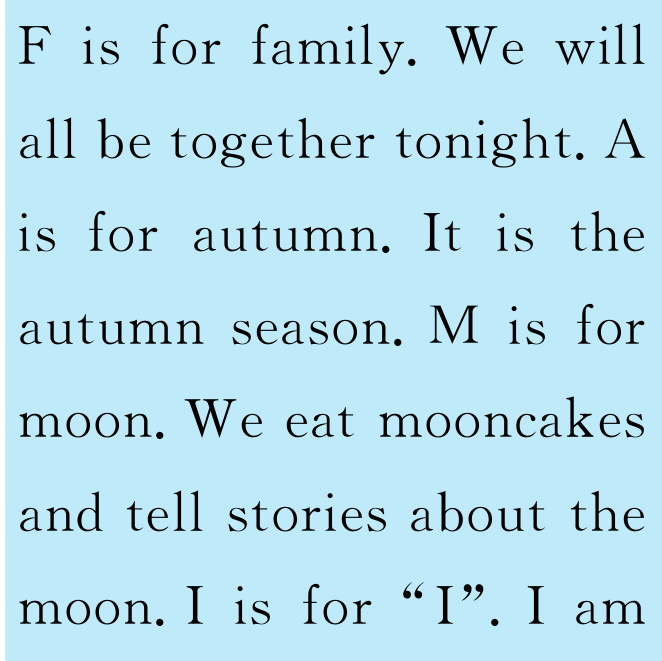 F is for family. We will
all be together tonight. A
is for autumn. It is the
autumn season. M is for
moon. We eat mooncakes
and tell stories about the
moon. I is for “I”. I am